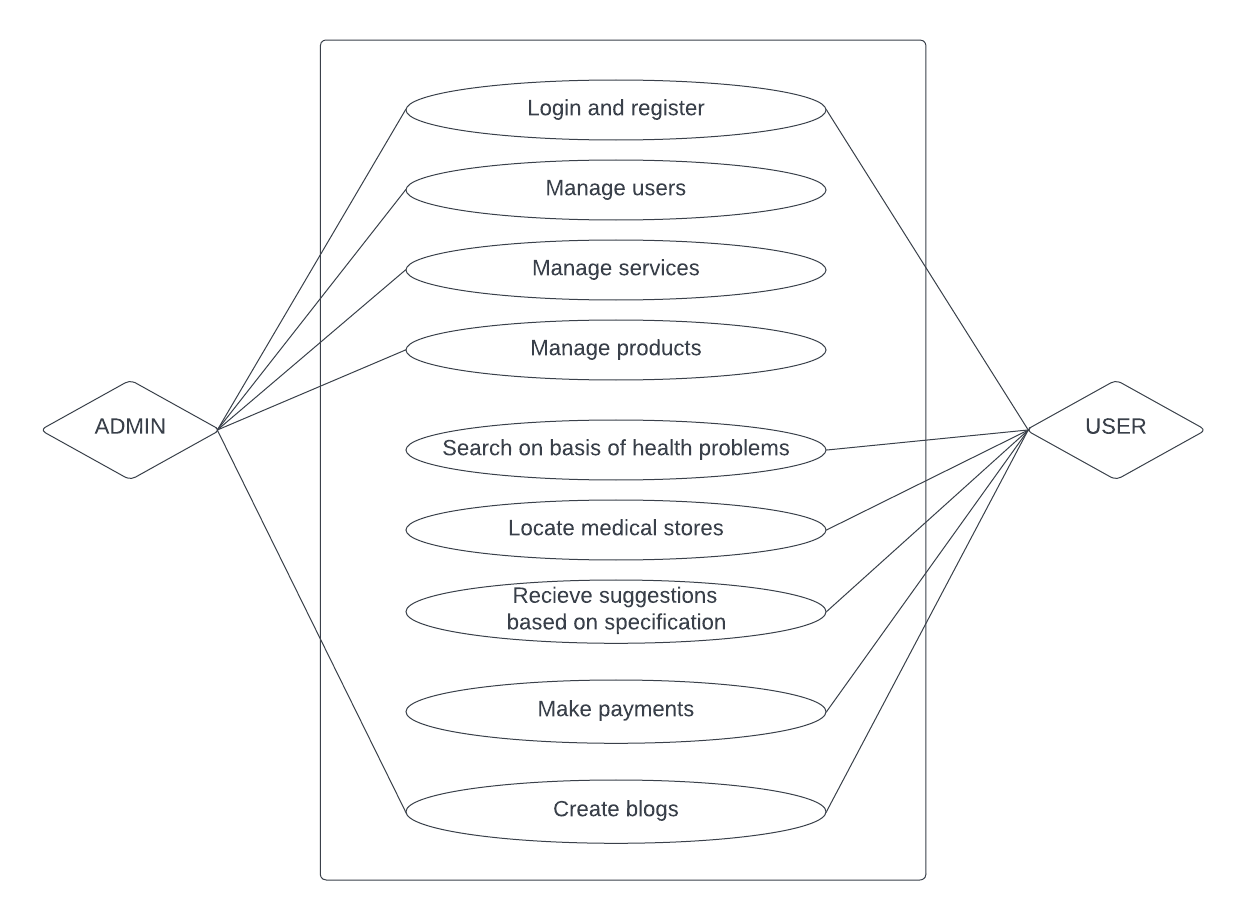 Login and register
Manage users
Manage services
Manage products
ADMIN
USER
Search on basis of health problems
Locate medical stores
Recieve suggestions
based on specification
Make payments
Create blogs